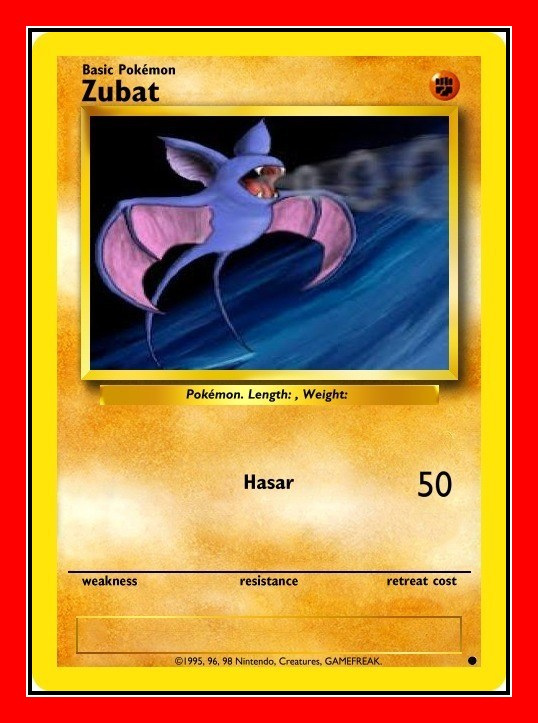 Basic Pokémon
Zubat
Pokémon. Length: , Weight:
Hasar 50
weakness resistance retreat cost
©1995, 96, 98 Nintendo, Creatures, GAMEFREAK.